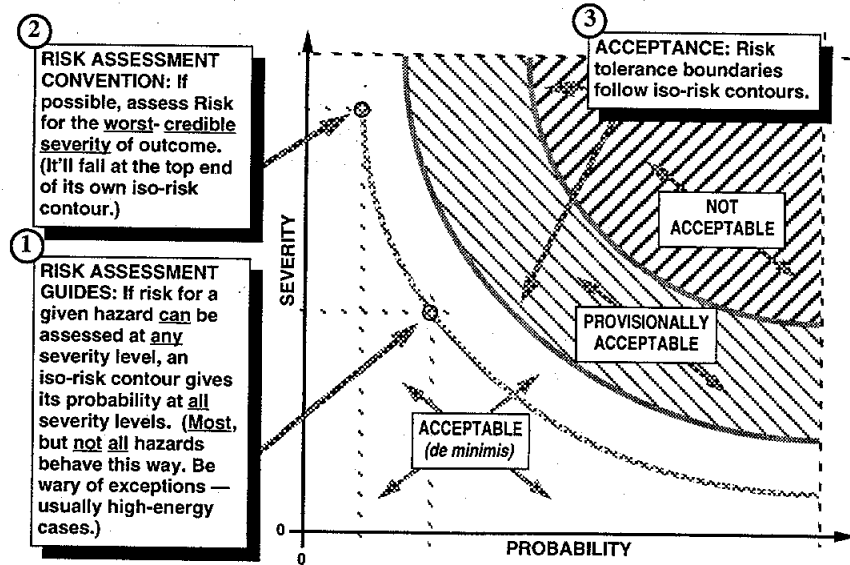 2
RISK ASSESSMENT
CONVENTION: If
possible, assess Risk
for the worst- credible
severity of outcome.
(It'll fall at the top end
of its own iso-risk
contour.)
1
RISK ASSESSMENT
GUIDES: If risk for a
given hazard can be
assessed at any
severity level, an
iso-risk contour gives
its probability at all
severity levels. (Most,
but not all hazards
behave this way. Be
wary of exceptions —
usually high-energy
cases.)
3
ACCEPTANCE: Risk
tolerance boundaries
follow iso-risk contours.
NOT
ACCEPTABLE
PROVISIONALLY
ACCEPTABLE
ACCEPTABLE
(de minimis)
SEVERITY
0
0
PROBABILITY